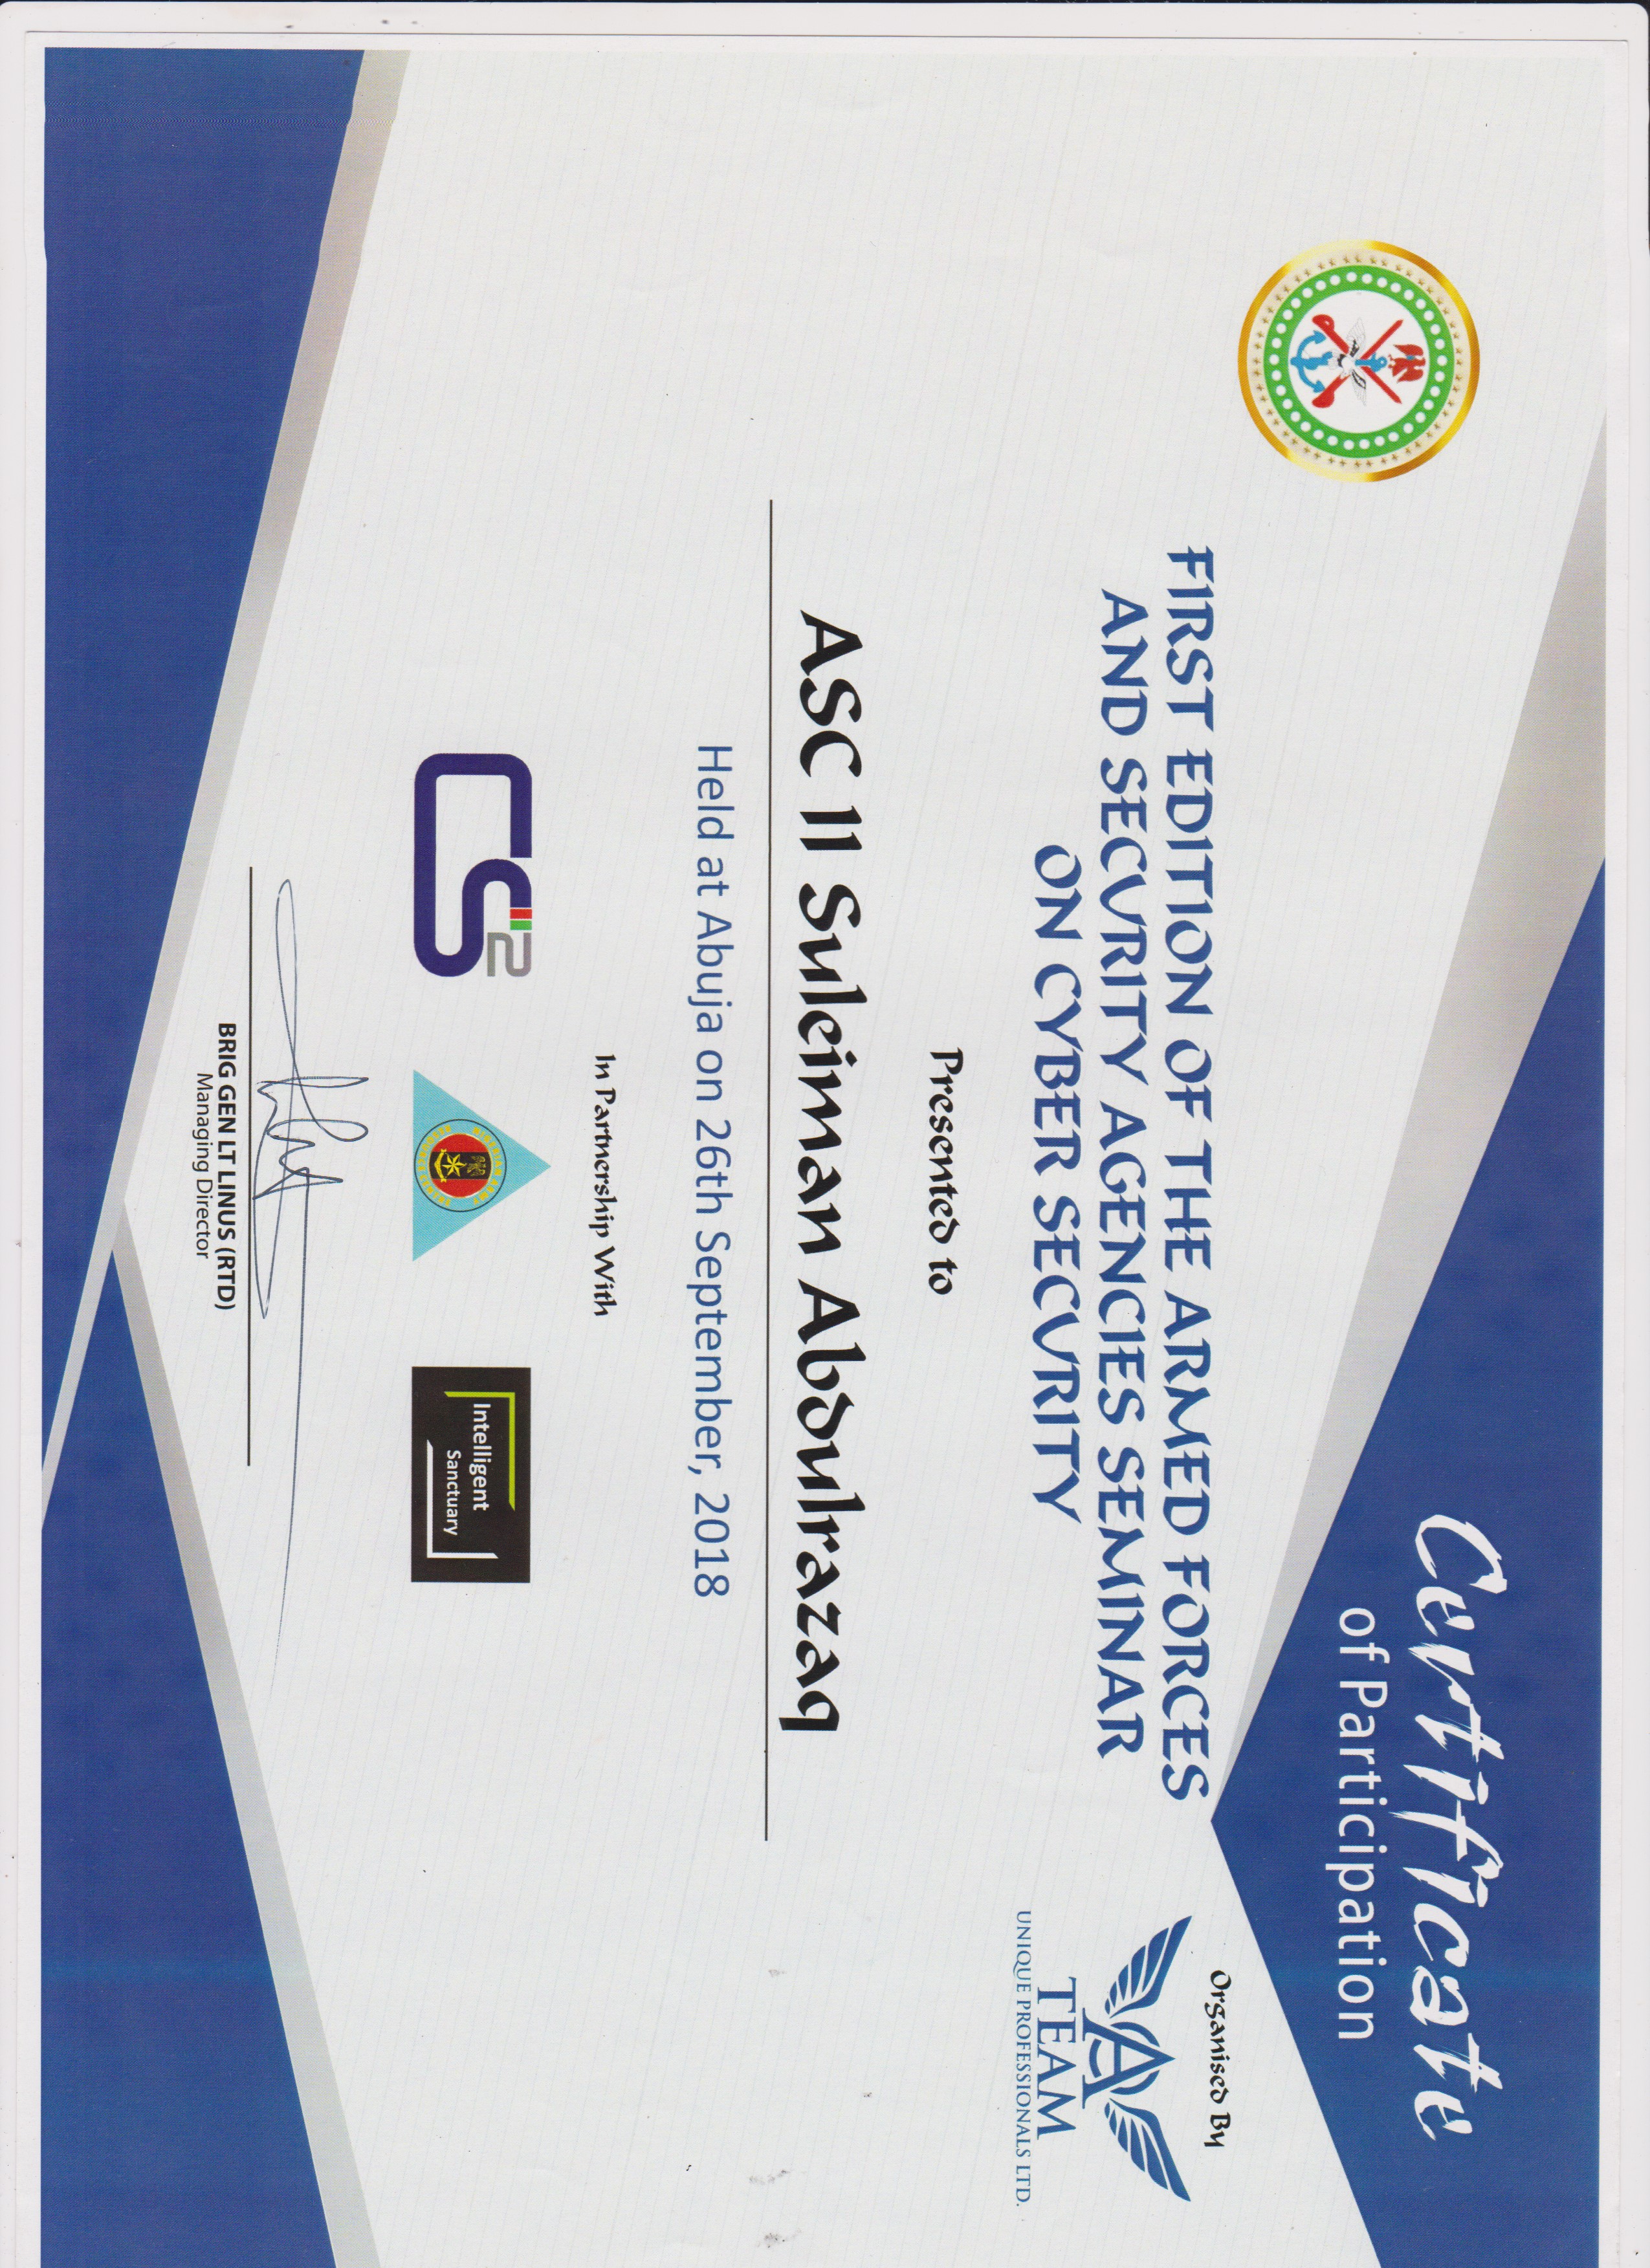 Certificate
of Participation
Organised By
A
TEAM
UNIQUE PROFESSIONALS LTD.
FIRST EDITION OF THE ARMED FORCES
AND SECURITY AGENCIES SEMINAR
ON CYBER SECURITY
Presented to
ASC II Suleiman Abdulrazaq
Held at Abuja on 26th September, 2018
In Partnership With
CS2
NIGERIAN ARMY
Intelligent
Sanctuary
BRIG GEN LT LINUS (RTD)
Managing Director